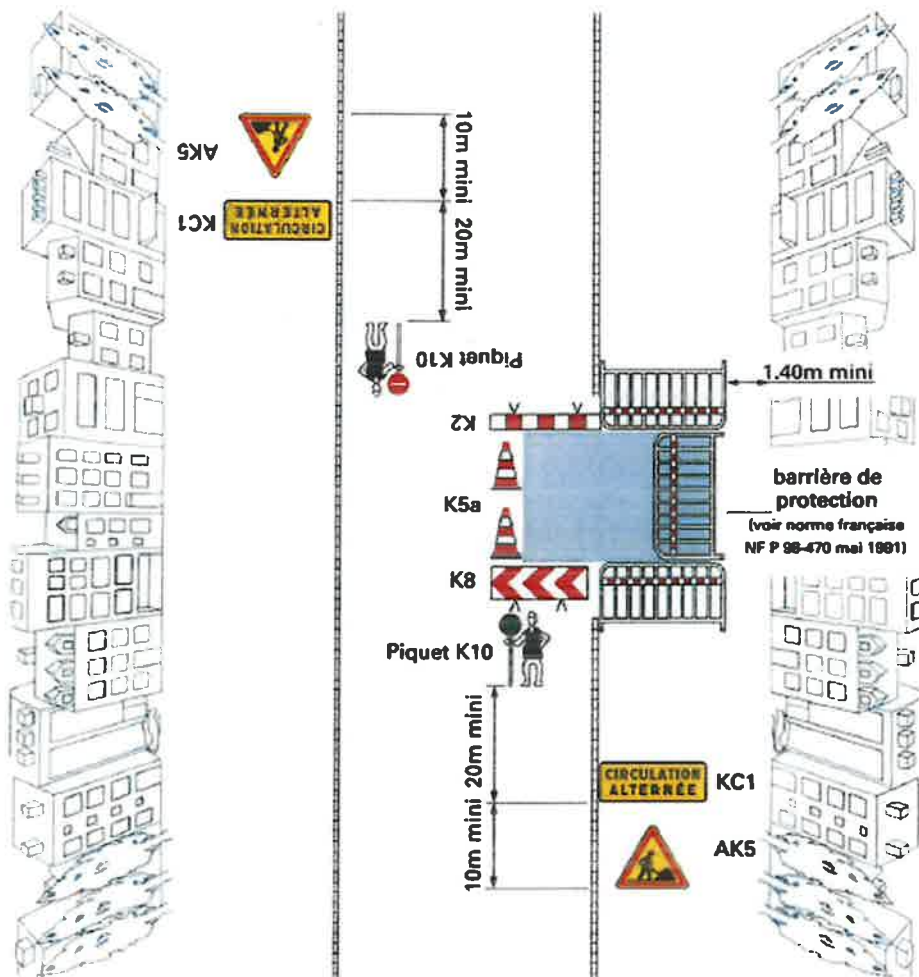 AK5
10m mini
KC1
CIRCULATION
ALTERNÉE
20m mini
Piquet K10
1.40m mini
K2
K5a
barrière de
protection
(voir norme française
NF P 98-470 mai 1991)
K8
Piquet K10
20m mini
CIRCULATION
ALTERNÉE
KC1
10m mini
AK5